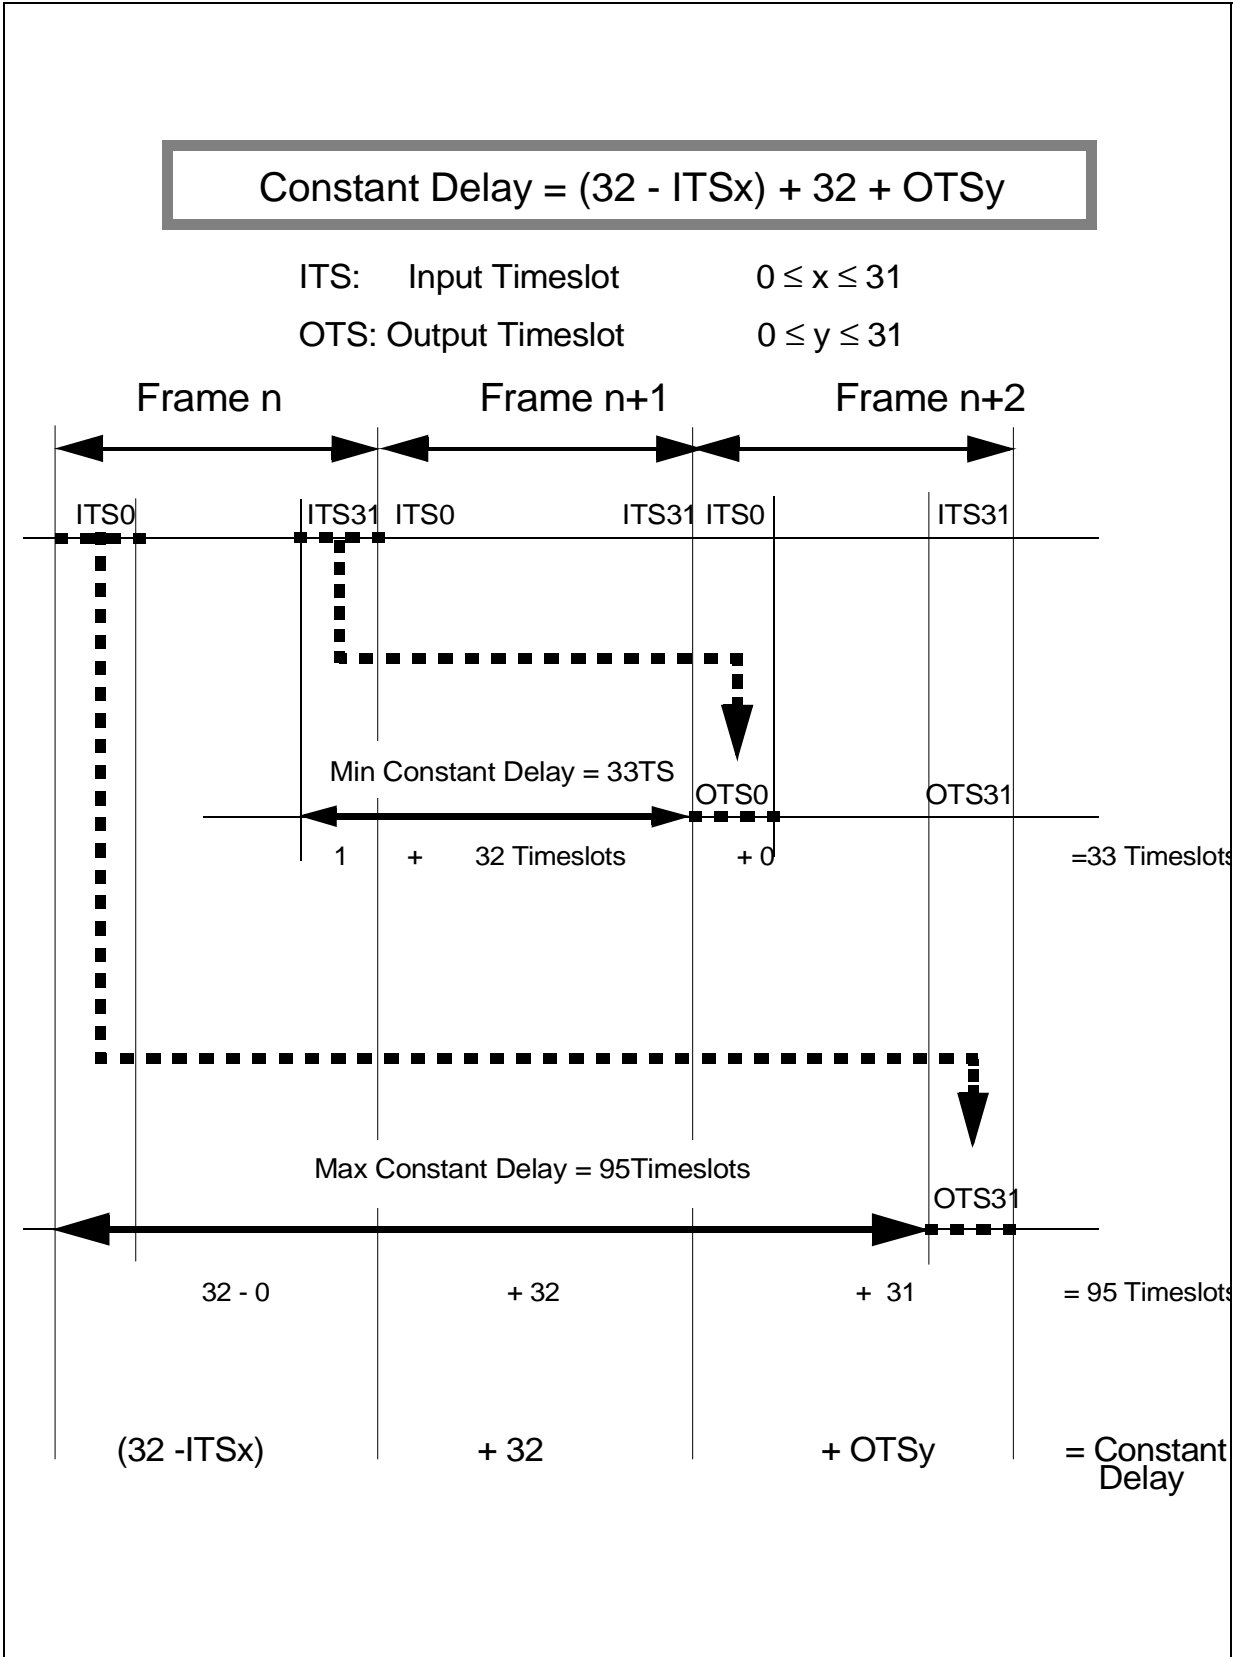 Constant Delay = (32 - ITSx) + 32 + OTSy
ITS: Input Timeslot 0 ≤ x ≤ 31
OTS: Output Timeslot 0 ≤ y ≤ 31
Frame n Frame n+1 Frame n+2
ITS0 ITS31 ITS0 ITS31 ITS0 ITS31
Min Constant Delay = 33TS
OTS0 OTS31
1 + 32 Timeslots + 0 =33 Timeslots
Max Constant Delay = 95Timeslots
OTS31
32 - 0 + 32 + 31 = 95 Timeslots
(32 -ITSx) + 32 + OTSy = Constant
Delay